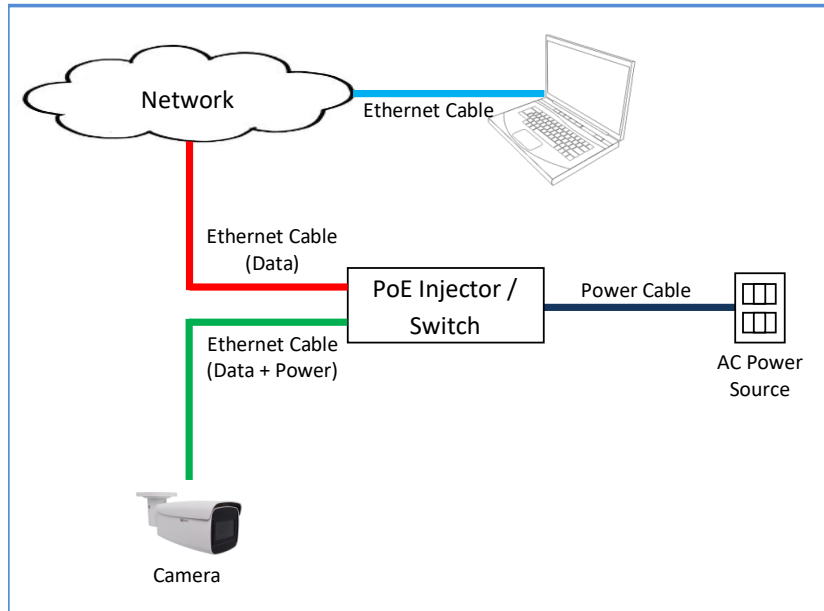 Network
Ethernet Cable
Ethernet Cable
(Data)
PoE Injector /
Switch
Power Cable
Ethernet Cable
(Data + Power)
AC Power
Source
Camera